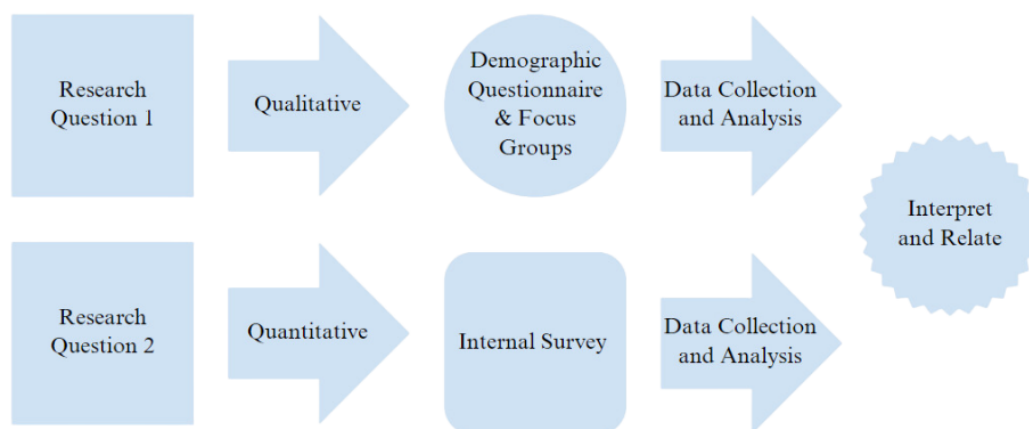 Research
Question 1
Qualitative
Demographic
Questionnaire
& Focus
Groups
Data Collection
and Analysis
Research
Question 2
Quantitative
Internal Survey
Data Collection
and Analysis
Interpret
and Relate